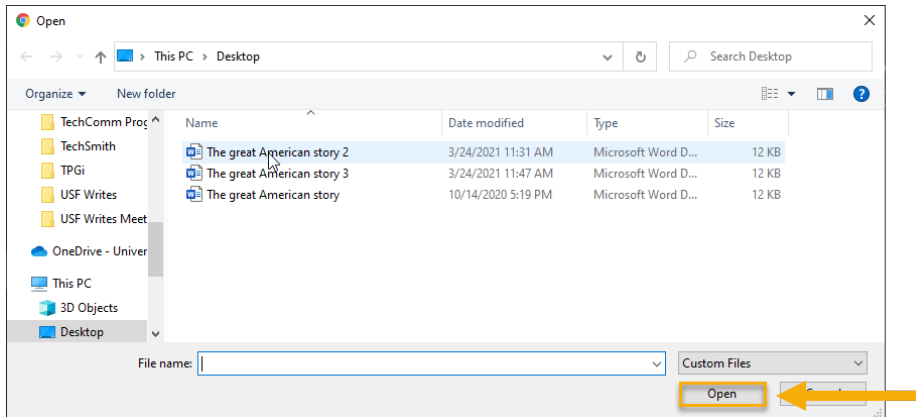 Open
This PC > Desktop
Search Desktop
Organize
New folder
Name Date modified Type Size
TechComm Prog
TechSmith
TPGi
USF Writes
USF Writes Meet
OneDrive - Univer
This PC
3D Objects
Desktop
The great American story 2 3/24/2021 11:31 AM Microsoft Word D... 12 KB
The great American story 3 3/24/2021 11:47 AM Microsoft Word D... 12 KB
The great American story 10/14/2020 5:19 PM Microsoft Word D... 12 KB
File name: Custom Files
Open